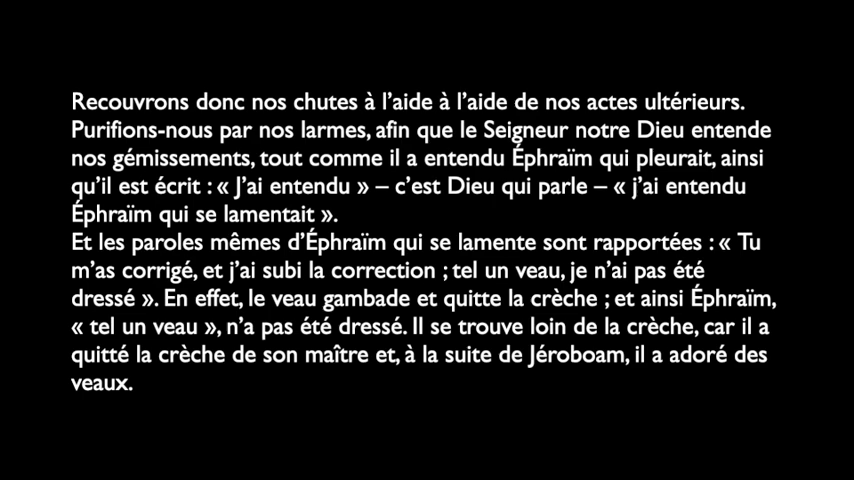 Recouvrons donc nos chutes à l’aide à l’aide de nos actes ultérieurs.
Purifions-nous par nos larmes, afin que le Seigneur notre Dieu entende
nos gémissements, tout comme il a entendu Éphraïm qui pleurait, ainsi
qu’il est écrit : « J’ai entendu » – c’est Dieu qui parle – « j’ai entendu
Éphraïm qui se lamentait ».
Et les paroles mêmes d’Éphraïm qui se lamente sont rapportées : « Tu
m’as corrigé, et j’ai subi la correction ; tel un veau, je n’ai pas été
dressé ». En effet, le veau gambade et quitte la crèche ; et ainsi Éphraïm,
« tel un veau », n’a pas été dressé. Il se trouve loin de la crèche, car il a
quitté la crèche de son maître et, à la suite de Jéroboam, il a adoré des
veaux.